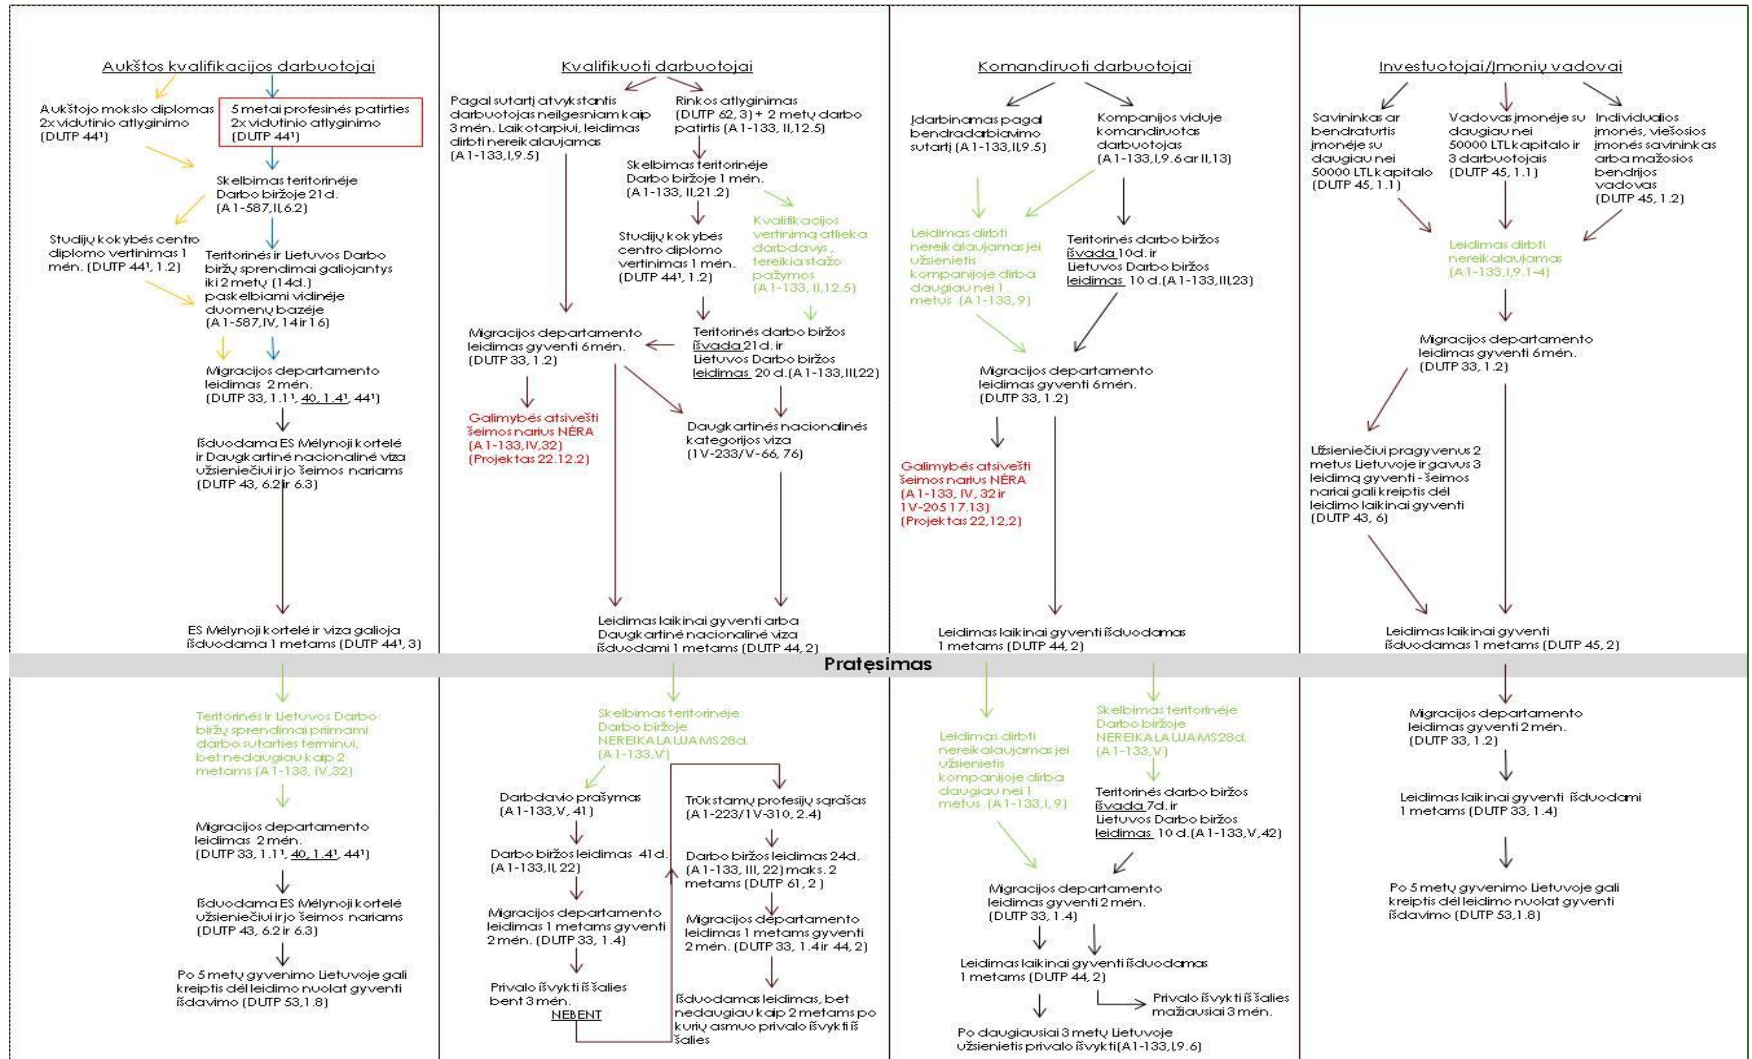 Aukštos kvalifikacijos darbuotojai
Aukštojo mokslo diplomas
2x vidutinio atlyginimo
(DUTP 44¹)
5 metai profesinės patirties
2x vidutinio atlyginimo
(DUTP 44¹)
Skelbimas teritorinėje
Darbo biržoje 21d.
(A1-587,II,6.2)
Studijų kokybės centro
diplomo vertinimas 1
mėn. (DUTP 44¹, 1.2)
Teritorinės ir Lietuvos Darbo
biržų sprendimai galiojantys
iki 2 metų (14d.)
paskelbiami vidinėje
duomenų bazėje
(A1-587,IV, 14 ir 16)
Migracijos departamento
leidimas 2 mėn.
(DUTP 33, 1.1¹, 40, 1.4¹, 44¹)
Išduodama ES Mėlynoji kortelė
ir Daugkartinė nacionalinė viza
užsieniečiui ir jo šeimos nariams
(DUTP 43, 6.2 ir 6.3)
ES Mėlynoji kortelė ir viza galioja
išduodama 1 metams (DUTP 44¹, 3)
Kvalifikuoti darbuotojai
Pagal sutartį atvykstantis
darbuotojas neilgesniam kaip
3 mėn. Laikotarpiui, leidimas
dirbti nereikalaujamas
(A1-133,I,9.5)
Rinkos atlyginimas
(DUTP 62, 3) + 2 metų darbo
patirtis (A1-133, II,12.5)
Skelbimas teritorinėje
Darbo biržoje 1 mėn.
(A1-133, II,21.2)
Studijų kokybės
centro diplomo
vertinimas 1 mėn.
(DUTP 44¹, 1.2)
Kvalifikacijos
vertinimą atlieka
darbdavys,
tereikia stažo
pažymos
(A1-133, II,12.5)
Migracijos departamento
leidimas gyventi 6 mėn.
(DUTP 33, 1.2)
Teritorinės darbo biržos
išvada 21d. ir
Lietuvos Darbo biržos
leidimas 20 d.(A1-133,III,22)
Galimybės atsivešti
šeimos narius NĖRA
(A1-133,IV,32)
(Projektas 22.12.2)
Daugkartinės nacionalinės
kategorijos viza
(1V-233/V-66, 76)
Leidimas laikinai gyventi arba
Daugkartinė nacionalinė viza
išduodami 1 metams (DUTP 44, 2)
Komandiruoti darbuotojai
Įdarbinamas pagal
bendradarbiavimo
sutartį (A1-133,II,9.5)
Kompanijos viduje
komandiruotas
darbuotojas
(A1-133,I,9.6 ar II,13)
Leidimas dirbti
nereikalaujamas jei
užsienietis
kompanijoje dirba
daugiau nei 1
metus (A1-133, 9)
Teritorinės darbo biržos
išvada 10d. ir
Lietuvos Darbo biržos
leidimas 10 d.(A1-133,III,23)
Migracijos departamento
leidimas gyventi 6 mėn.
(DUTP 33, 1.2)
Galimybės atsivešti
šeimos narius NĖRA
(A1-133, IV, 32 ir
1V-205 17.13)
(Projektas 22,12,2)
Leidimas laikinai gyventi išduodamas
1 metams (DUTP 44, 2)
Investuotojai/Įmonių vadovai
Savininkas ar
bendraturtis
įmonėje su
daugiau nei
50000 LTL kapitalo
(DUTP 45, 1.1)
Vadovas įmonėje su
daugiau nei
50000 LTL kapitalo ir
3 darbuotojais
(DUTP 45, 1.1)
Individualios
įmonės, viešosios
įmonės savininkas
arba mažosios
bendrijos
vadovas
(DUTP 45, 1.2)
Leidimas dirbti
nereikalaujamas
(A1-133,I,9.1-4)
Migracijos departamento
leidimas gyventi 6 mėn.
(DUTP 33, 1.2)
Užsieniečiui pragyvenus 2
metus Lietuvoje ir gavus 3
leidimą gyventi - šeimos
nariai gali kreiptis dėl
leidimo laikinai gyventi
(DUTP 43, 6)
Leidimas laikinai gyventi
išduodamas 1 metams (DUTP 45, 2)
Pratęsimas
Teritorinės ir Lietuvos Darbo
biržų sprendimai priimami
darbo sutarties terminui,
bet nedaugiau kaip 2
metams (A1-133, IV,32)
Migracijos departamento
leidimas 2 mėn.
(DUTP 33, 1.1¹, 40, 1.4¹, 44¹)
Išduodama ES Mėlynoji kortelė
užsieniečiui ir jo šeimos nariams
(DUTP 43, 6.2 ir 6.3)
Po 5 metų gyvenimo Lietuvoje gali
kreiptis dėl leidimo nuolat gyventi
išdavimo (DUTP 53,1.8)
Skelbimas teritorinėje
Darbo biržoje
NEREIKALAUJAMS28d.
(A1-133,V)
Darbdavio prašymas
(A1-133,V, 41)
Darbo biržos leidimas 41d.
(A1-133,II,22)
Migracijos departamento
leidimas 1 metams gyventi
2 mėn. (DUTP 33, 1.4)
Privalo išvykti iš šalies
bent 3 mėn.
NEBENT
Trūkstamų profesijų sąrašas
(A1-223/1V-310, 2.4)
Darbo biržos leidimas 24d.
(A1-133, III, 22) maks. 2
metams (DUTP 61, 2 )
Migracijos departamento
leidimas 1 metams gyventi
2 mėn. (DUTP 33, 1.4 ir 44, 2)
Išduodamas leidimas, bet
nedaugiau kaip 2 metams po
kurių asmuo privalo išvykti iš
šalies
Leidimas dirbti
nereikalaujamas jei
užsienietis
kompanijoje dirba
daugiau nei 1
metus (A1-133,I, 9)
Skelbimas teritorinėje
Darbo biržoje
NEREIKALAUJAMS28d.
(A1-133,V)
Teritorinės darbo biržos
išvada 7d. ir
Lietuvos Darbo biržos
leidimas 10 d.(A1-133,V,42)
Migracijos departamento
leidimas gyventi 2 mėn.
(DUTP 33, 1.4)
Leidimas laikinai gyventi išduodamas
1 metams (DUTP 44, 2)
Privalo išvykti iš šalies
mažiausiai 3 mėn.
Po daugiausiai 3 metų Lietuvoje
užsienietis privalo išvykti(A1-133,I,9.6)
Migracijos departamento
leidimas gyventi 2 mėn.
(DUTP 33, 1.2)
Leidimas laikinai gyventi išduodami
1 metams (DUTP 33, 1.4)
Po 5 metų gyvenimo Lietuvoje gali
kreiptis dėl leidimo nuolat gyventi
išdavimo (DUTP 53,1.8)